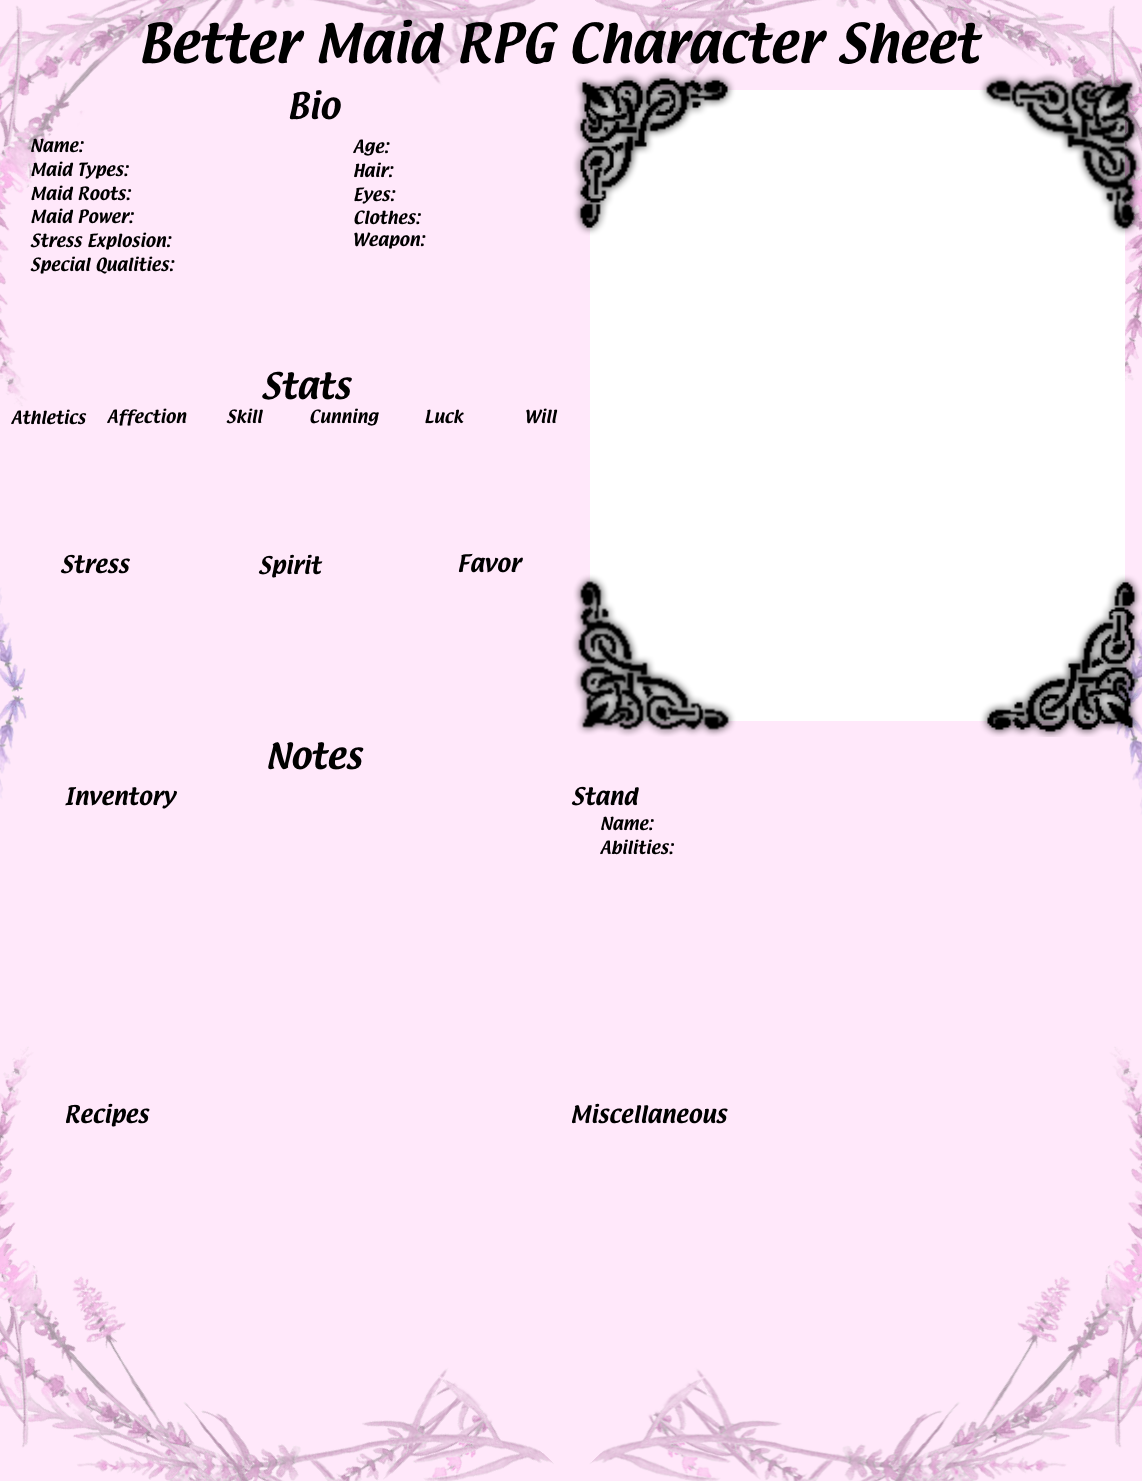 Better Maid RPG Character Sheet
Bio
Name:
Maid Types:
Maid Roots:
Maid Power:
Stress Explosion:
Special Qualities:
Age:
Hair:
Eyes:
Clothes:
Weapon:
Stats
Athletics Affection Skill Cunning Luck Will
Stress Spirit Favor
Notes
Inventory
Stand
Name:
Abilities:
Recipes
Miscellaneous